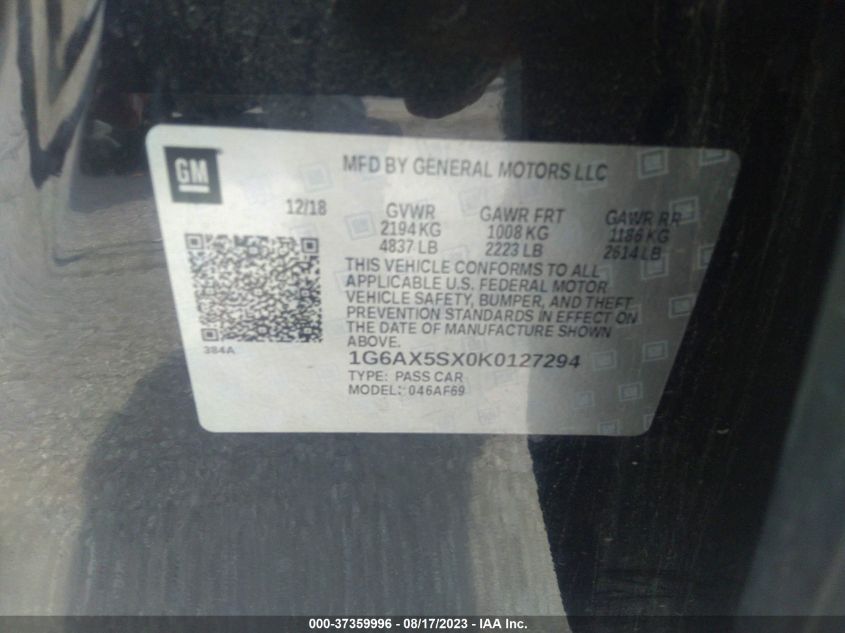 GM
MFD BY GENERAL MOTORS LLC
12/18 GVWR GAWR FRT GAWR RR
2194 KG 1008 KG 1186 KG
4837 LB 2223 LB 2614 LB
THIS VEHICLE CONFORMS TO ALL
APPLICABLE U.S. FEDERAL MOTOR
VEHICLE SAFETY, BUMPER, AND THEFT
PREVENTION STANDARDS IN EFFECT ON
THE DATE OF MANUFACTURE SHOWN
ABOVE.
384A
1G6AX5SX0K0127294
TYPE: PASS CAR
MODEL: 046AF69
000-37359996 - 08/17/2023 - IAA Inc.